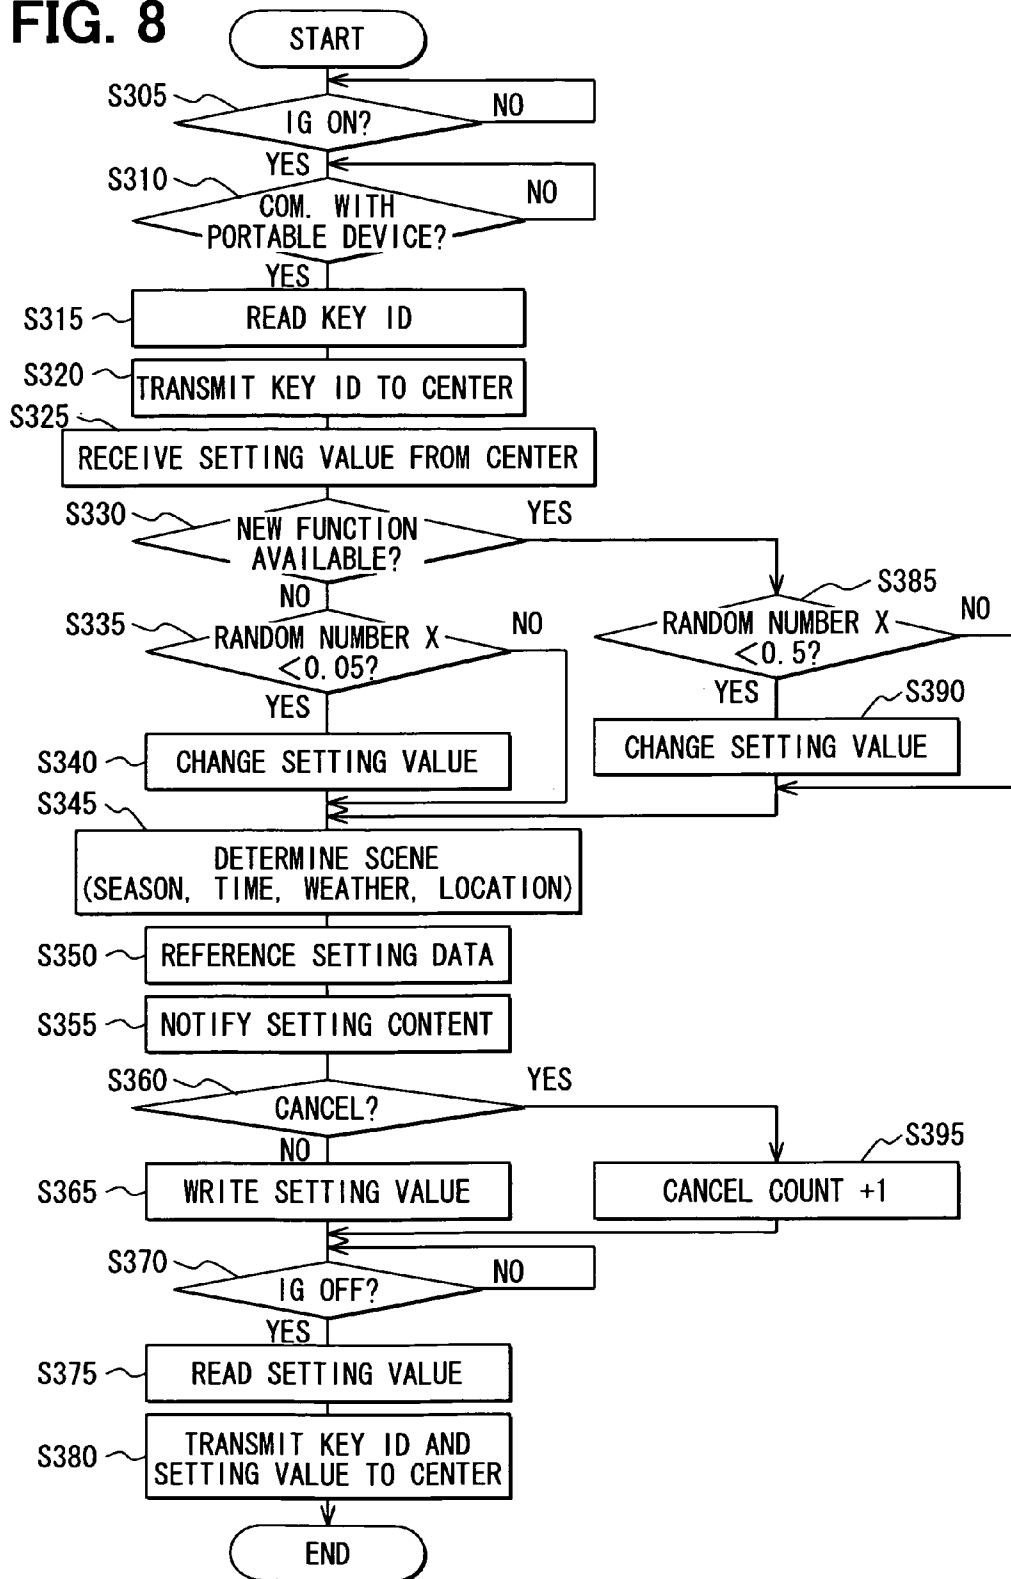 FIG. 8
START
S305
IG ON?
NO
YES
S310
COM. WITH
PORTABLE DEVICE?
NO
YES
S315
READ KEY ID
S320
TRANSMIT KEY ID TO CENTER
S325
RECEIVE SETTING VALUE FROM CENTER
S330
NEW FUNCTION
AVAILABLE?
YES
NO
S335
RANDOM NUMBER X
<0.05?
NO
YES
S385
RANDOM NUMBER X
<0.5?
NO
YES
S340
CHANGE SETTING VALUE
S390
CHANGE SETTING VALUE
S345
DETERMINE SCENE
(SEASON, TIME, WEATHER, LOCATION)
S350
REFERENCE SETTING DATA
S355
NOTIFY SETTING CONTENT
S360
CANCEL?
YES
NO
S365
WRITE SETTING VALUE
S395
CANCEL COUNT +1
S370
IG OFF?
NO
YES
S375
READ SETTING VALUE
S380
TRANSMIT KEY ID AND
SETTING VALUE TO CENTER
END